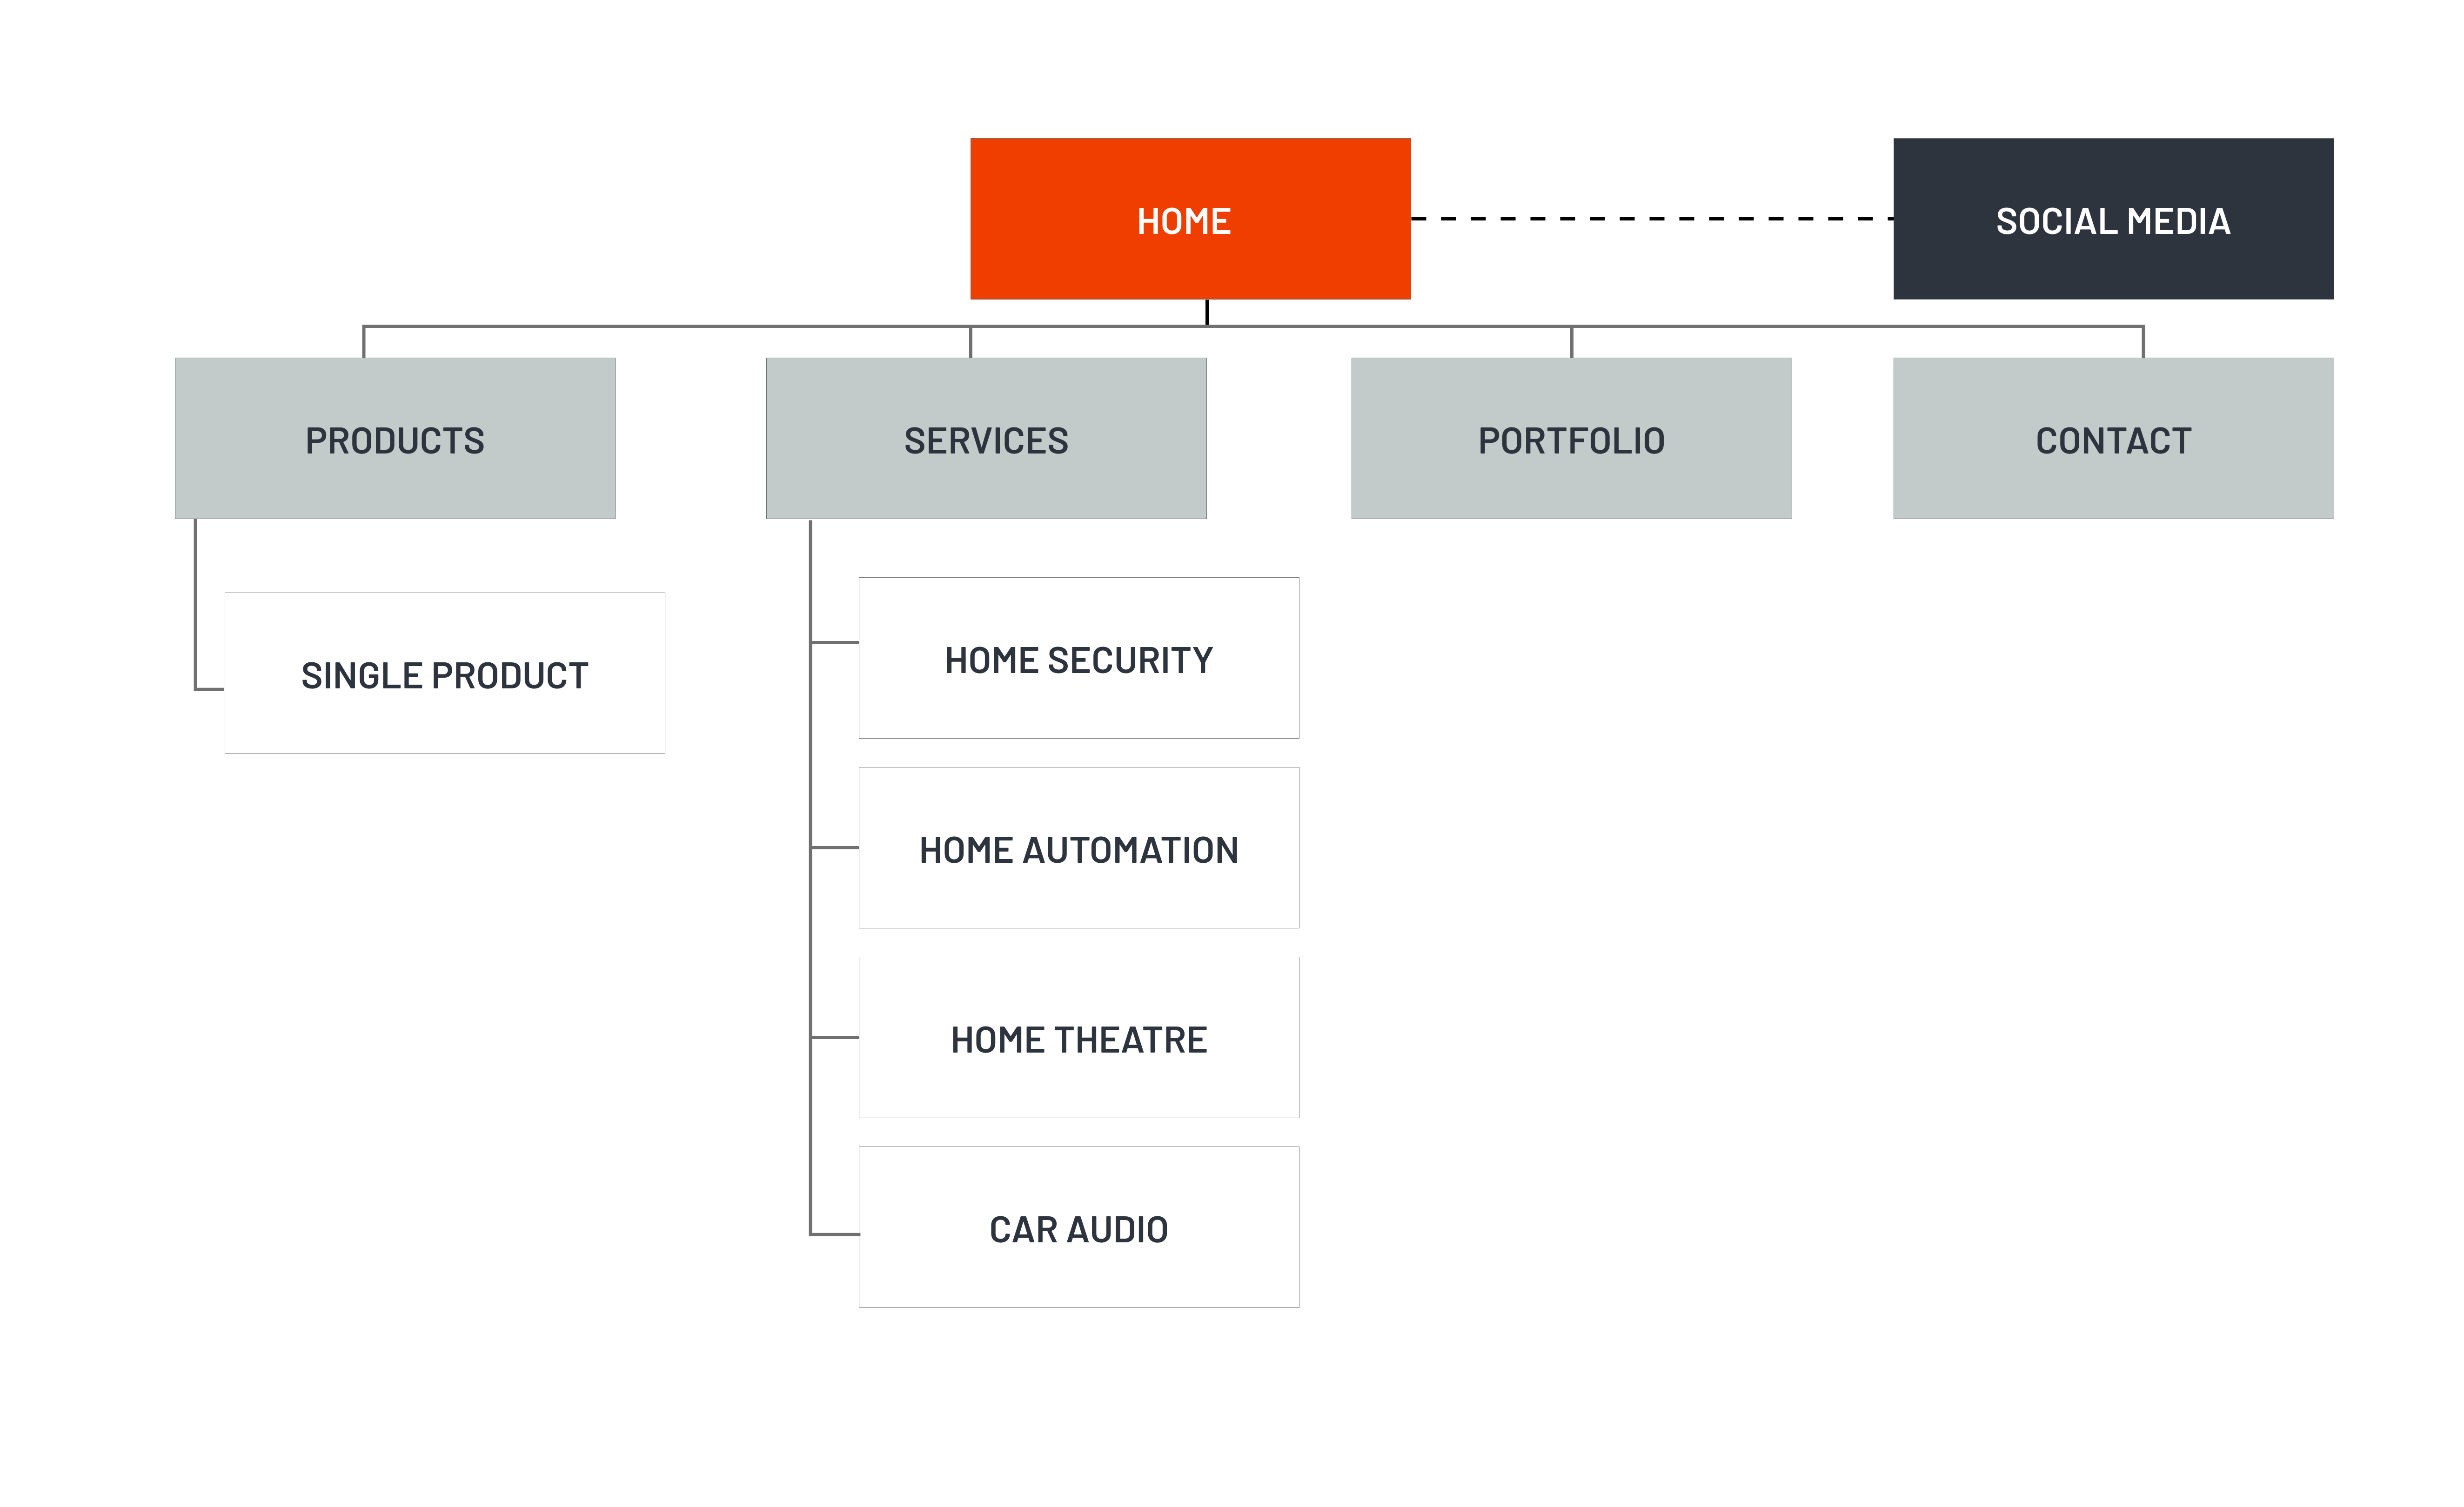 HOME
SOCIAL MEDIA
PRODUCTS
SERVICES
PORTFOLIO
CONTACT
SINGLE PRODUCT
HOME SECURITY
HOME AUTOMATION
HOME THEATRE
CAR AUDIO